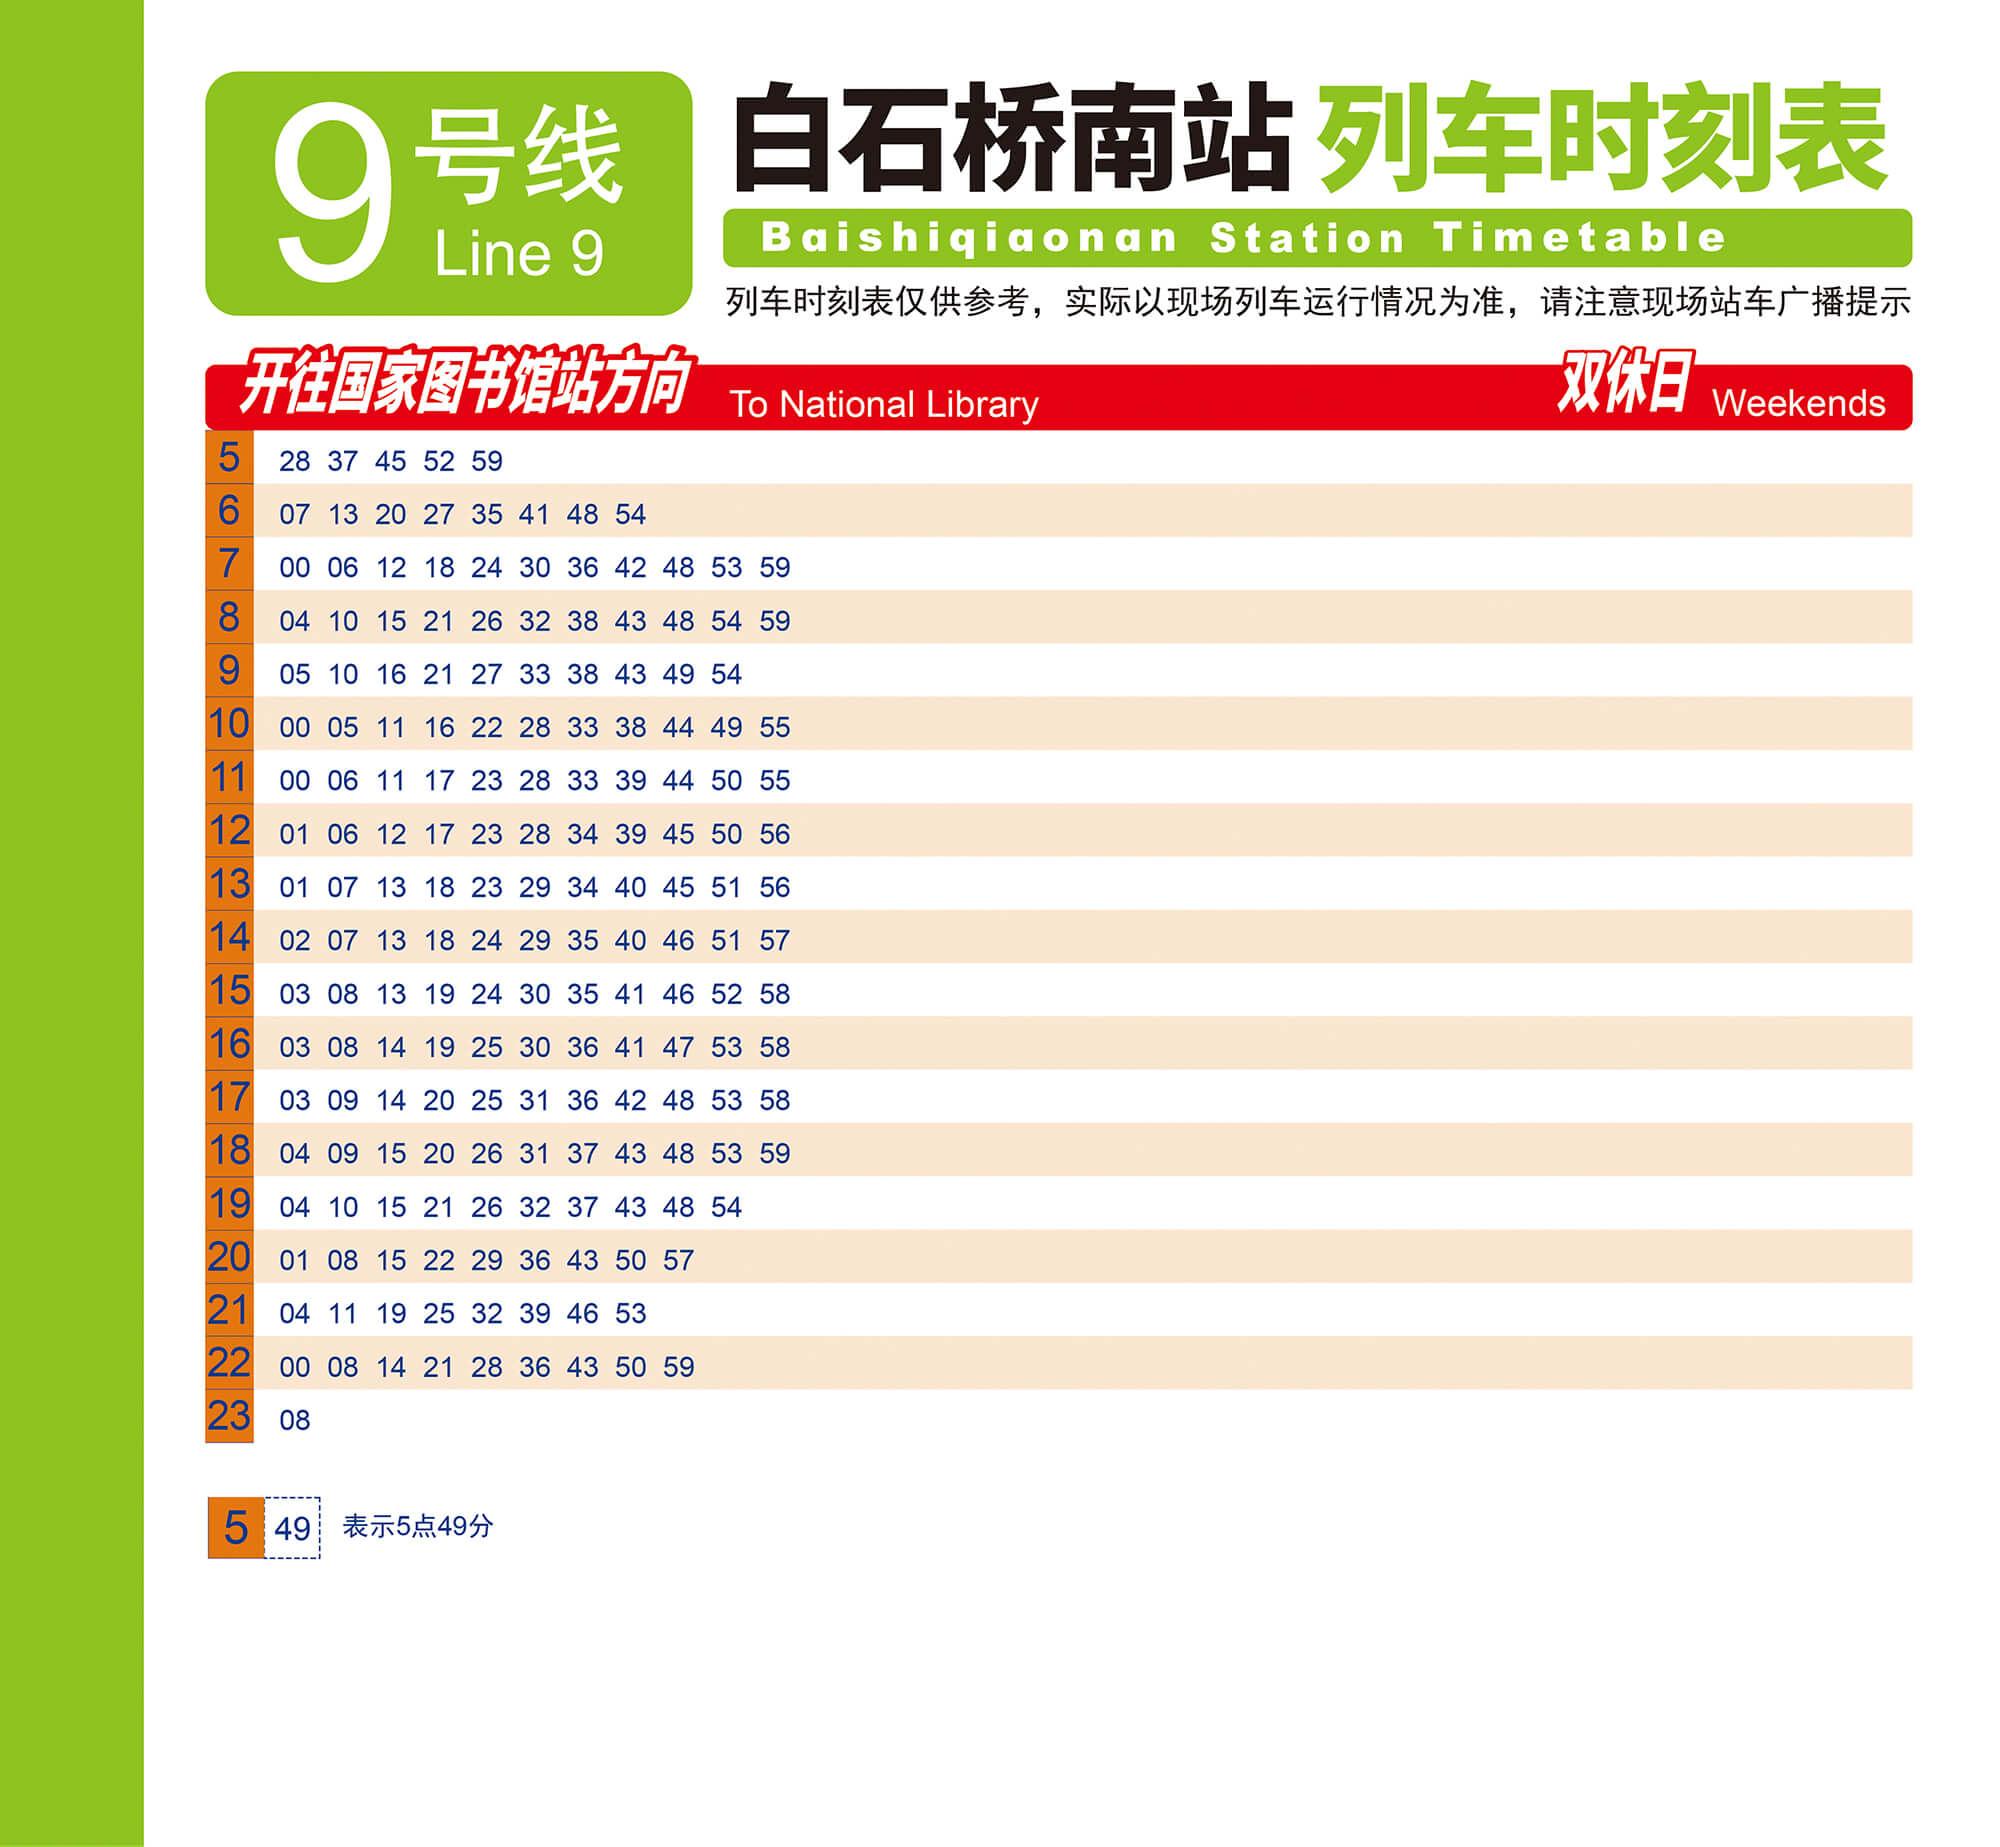 9号线
Line 9
白石桥南站 列车时刻表
Baishiqiaonan Station Timetable
列车时刻表仅供参考，实际以现场列车运行情况为准，请注意现场站车广播提示
开往国家图书馆站方向 To National Library 双休日 Weekends
5 28 37 45 52 59
6 07 13 20 27 35 41 48 54
7 00 06 12 18 24 30 36 42 48 53 59
8 04 10 15 21 26 32 38 43 48 54 59
9 05 10 16 21 27 33 38 43 49 54
10 00 05 11 16 22 28 33 38 44 49 55
11 00 06 11 17 23 28 33 39 44 50 55
12 01 06 12 17 23 28 34 39 45 50 56
13 01 07 13 18 23 29 34 40 45 51 56
14 02 07 13 18 24 29 35 40 46 51 57
15 03 08 13 19 24 30 35 41 46 52 58
16 03 08 14 19 25 30 36 41 47 53 58
17 03 09 14 20 25 31 36 42 48 53 58
18 04 09 15 20 26 31 37 43 48 53 59
19 04 10 15 21 26 32 37 43 48 54
20 01 08 15 22 29 36 43 50 57
21 04 11 19 25 32 39 46 53
22 00 08 14 21 28 36 43 50 59
23 08
5 49 表示5点49分